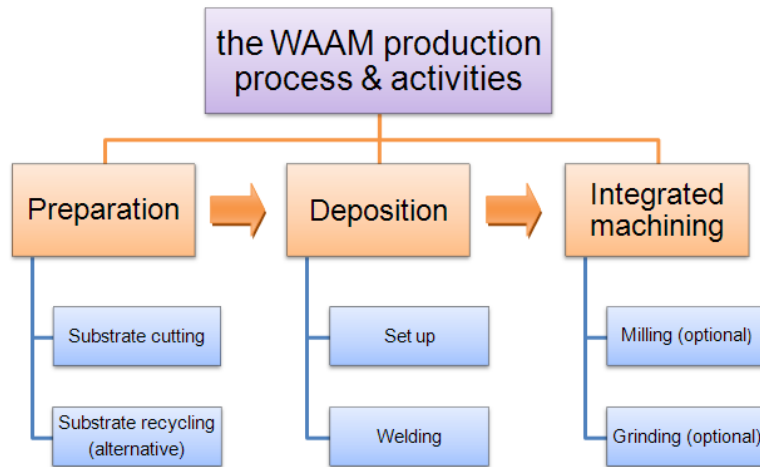 the WAAM production
process & activities
Preparation
Deposition
Integrated
machining
Substrate cutting
Set up
Milling (optional)
Substrate recycling
(alternative)
Welding
Grinding (optional)